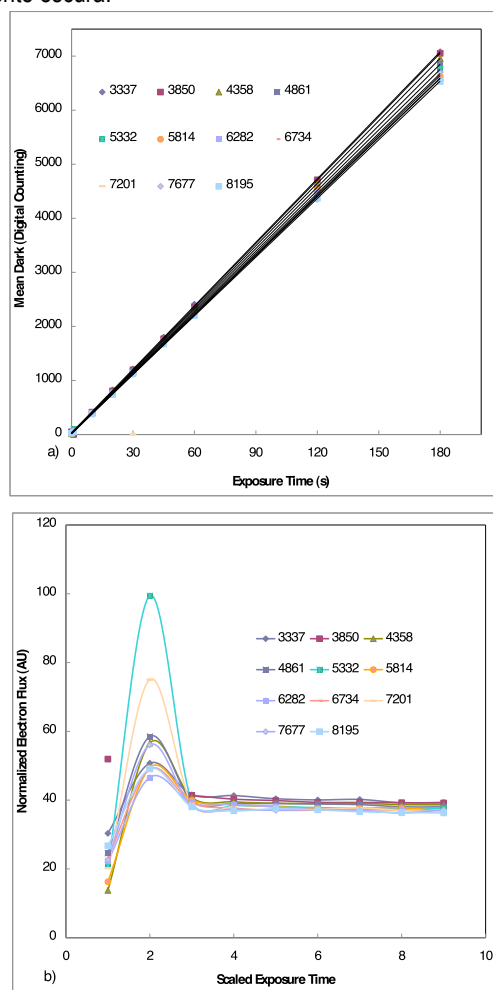 7000
6000
5000
4000
3000
2000
1000
0
Mean Dark (Digital Counting)
3337 3850 4358 4861
5332 5814 6282 6734
7201 7677 8195
a) 0 30 60 90 120 150 180
Exposure Time (s)
120
100
80
60
40
20
0
Normalized Electron Flux (AU)
3337 3850 4358
4861 5332 5814
6282 6734 7201
7677 8195
0 2 4 6 8 10
b) Scaled Exposure Time